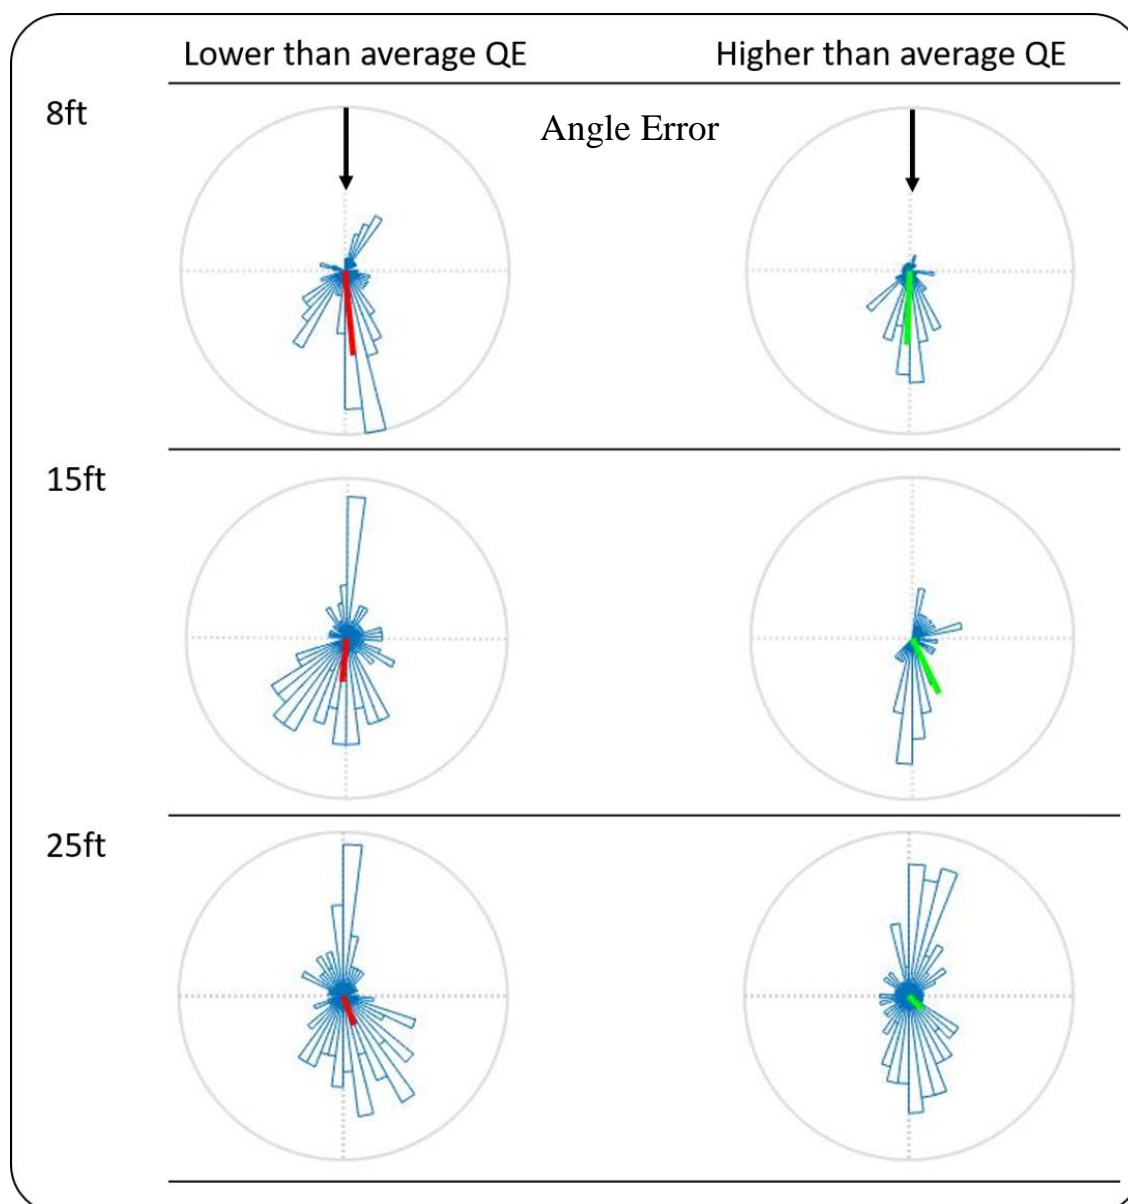 Lower than average QE
Higher than average QE
8ft
Angle Error
15ft
25ft